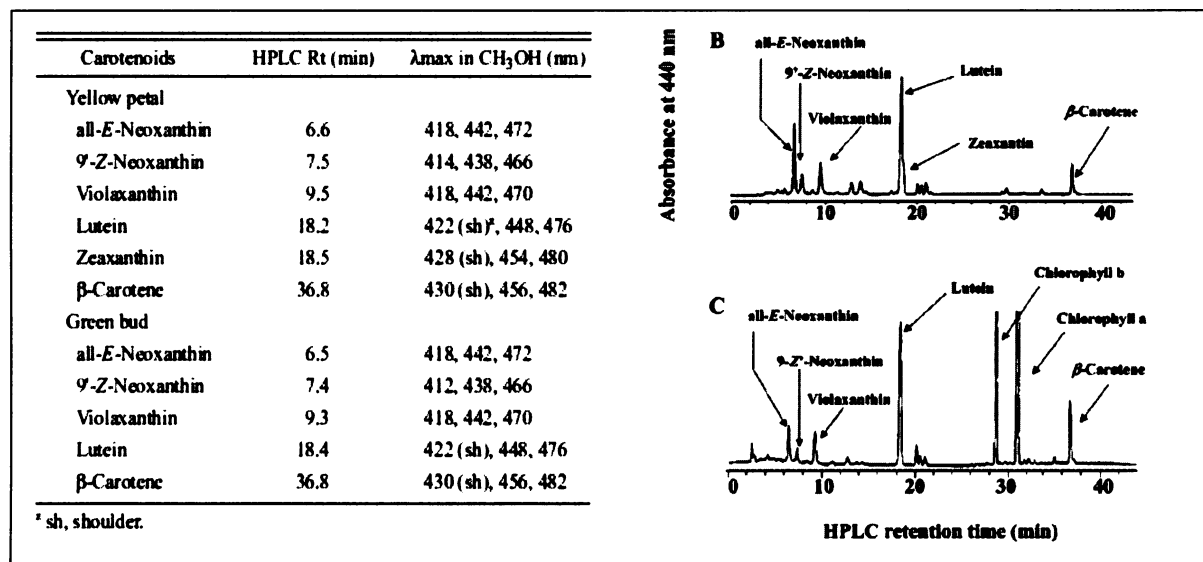 Carotenoids HPLC Rt (min) λmax in CH₃OH (nm)
Yellow petal
all-E-Neoxanthin 6.6 418, 442, 472
9'-Z-Neoxanthin 7.5 414, 438, 466
Violaxanthin 9.5 418, 442, 470
Lutein 18.2 422 (sh)ᶻ, 448, 476
Zeaxanthin 18.5 428 (sh), 454, 480
β-Carotene 36.8 430 (sh), 456, 482
Green bud
all-E-Neoxanthin 6.5 418, 442, 472
9'-Z-Neoxanthin 7.4 412, 438, 466
Violaxanthin 9.3 418, 442, 470
Lutein 18.4 422 (sh), 448, 476
β-Carotene 36.8 430 (sh), 456, 482
ᶻ sh, shoulder.
Absorbance at 440 nm
B
all-E-Neoxanthin
9'-Z-Neoxanthin
Violaxanthin
Lutein
Zeaxantin
β-Carotene
0 10 20 30 40
C
all-E-Neoxanthin
9-Z'-Neoxanthin
Violaxanthin
Lutein
Chlorophyll b
Chlorophyll a
β-Carotene
0 10 20 30 40
HPLC retention time (min)